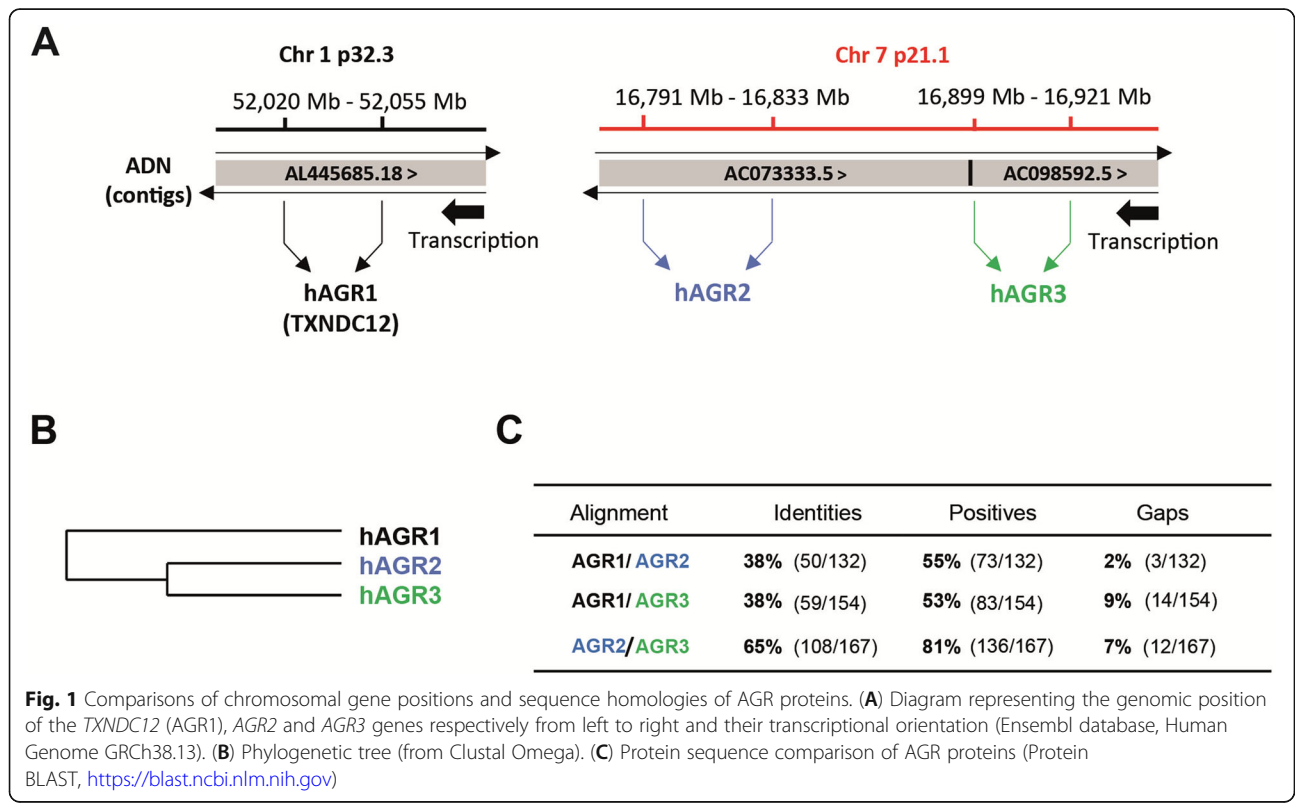 A
Chr 1 p32.3
Chr 7 p21.1
52,020 Mb - 52,055 Mb
16,791 Mb - 16,833 Mb
16,899 Mb - 16,921 Mb
ADN
(contigs)
AL445685.18 >
AC073333.5 >
AC098592.5 >
Transcription
Transcription
hAGR1
(TXNDC12)
hAGR2
hAGR3
B
hAGR1
hAGR2
hAGR3
C
Alignment Identities Positives Gaps
AGR1/AGR2 38% (50/132) 55% (73/132) 2% (3/132)
AGR1/AGR3 38% (59/154) 53% (83/154) 9% (14/154)
AGR2/AGR3 65% (108/167) 81% (136/167) 7% (12/167)
Fig. 1 Comparisons of chromosomal gene positions and sequence homologies of AGR proteins. (A) Diagram representing the genomic position
of the TXNDC12 (AGR1), AGR2 and AGR3 genes respectively from left to right and their transcriptional orientation (Ensembl database, Human
Genome GRCh38.13). (B) Phylogenetic tree (from Clustal Omega). (C) Protein sequence comparison of AGR proteins (Protein
BLAST, https://blast.ncbi.nlm.nih.gov)